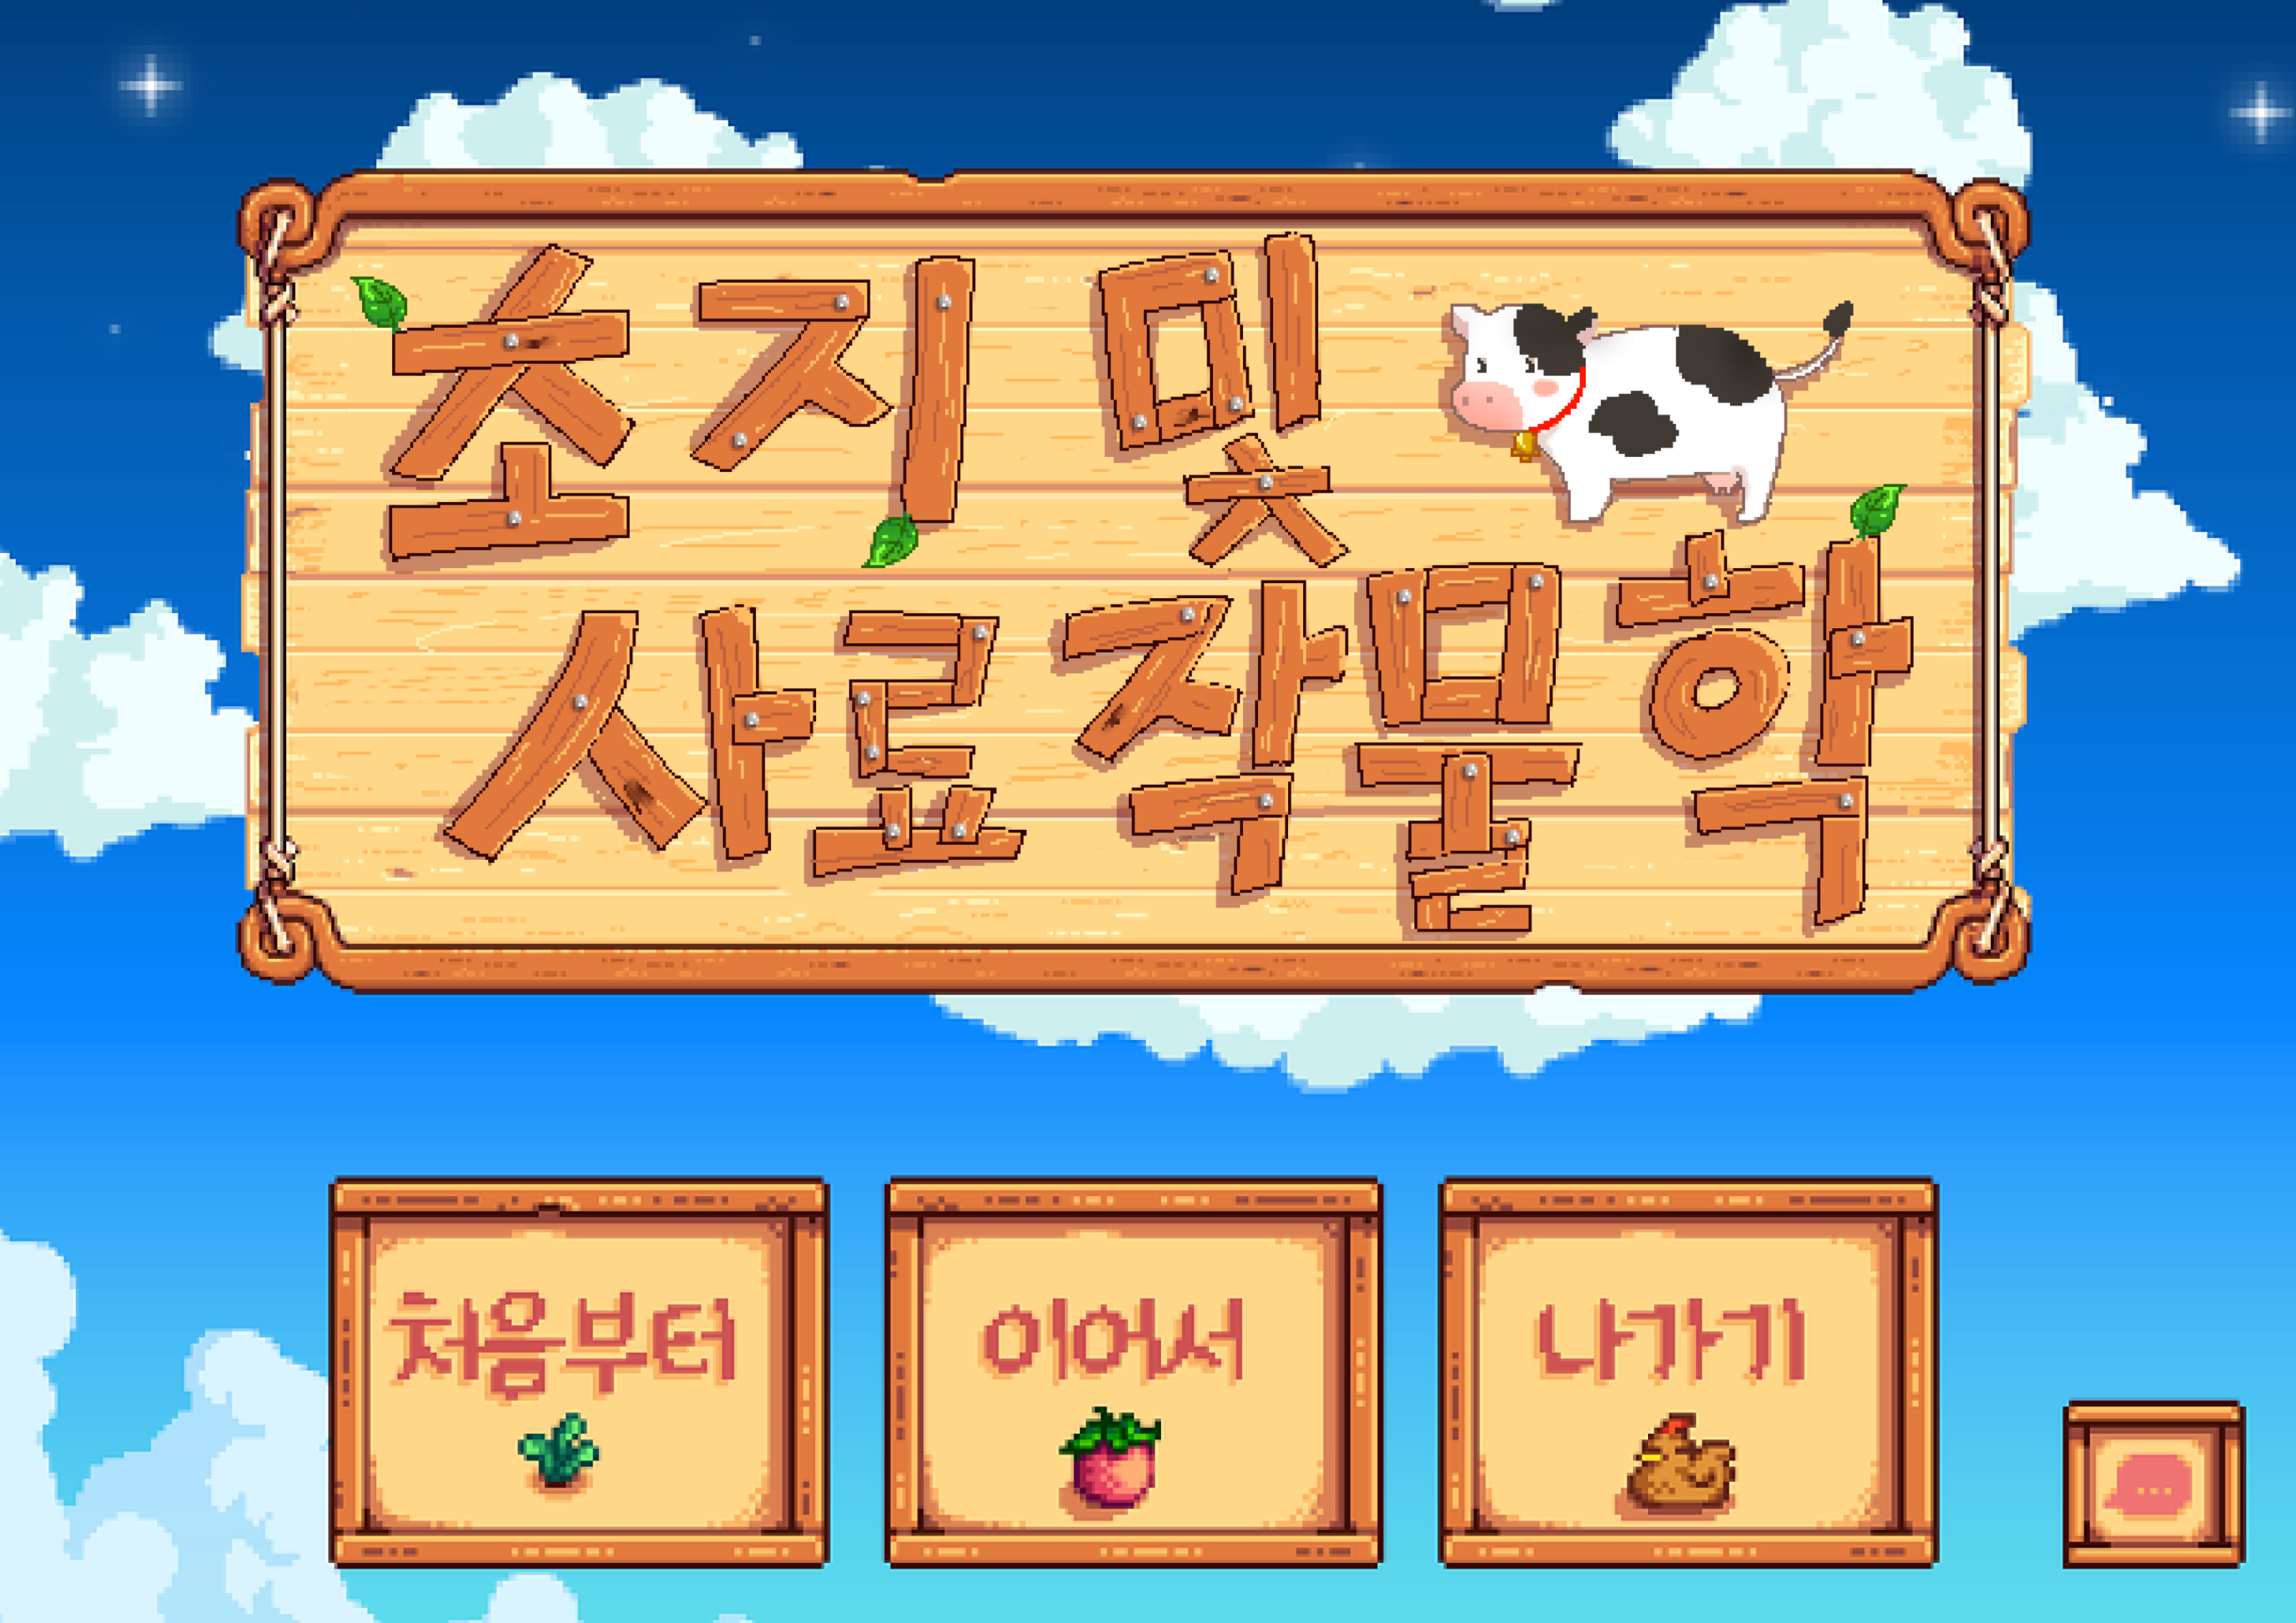 초지 및
사료작물학
처음부터
이어서
나가기
...